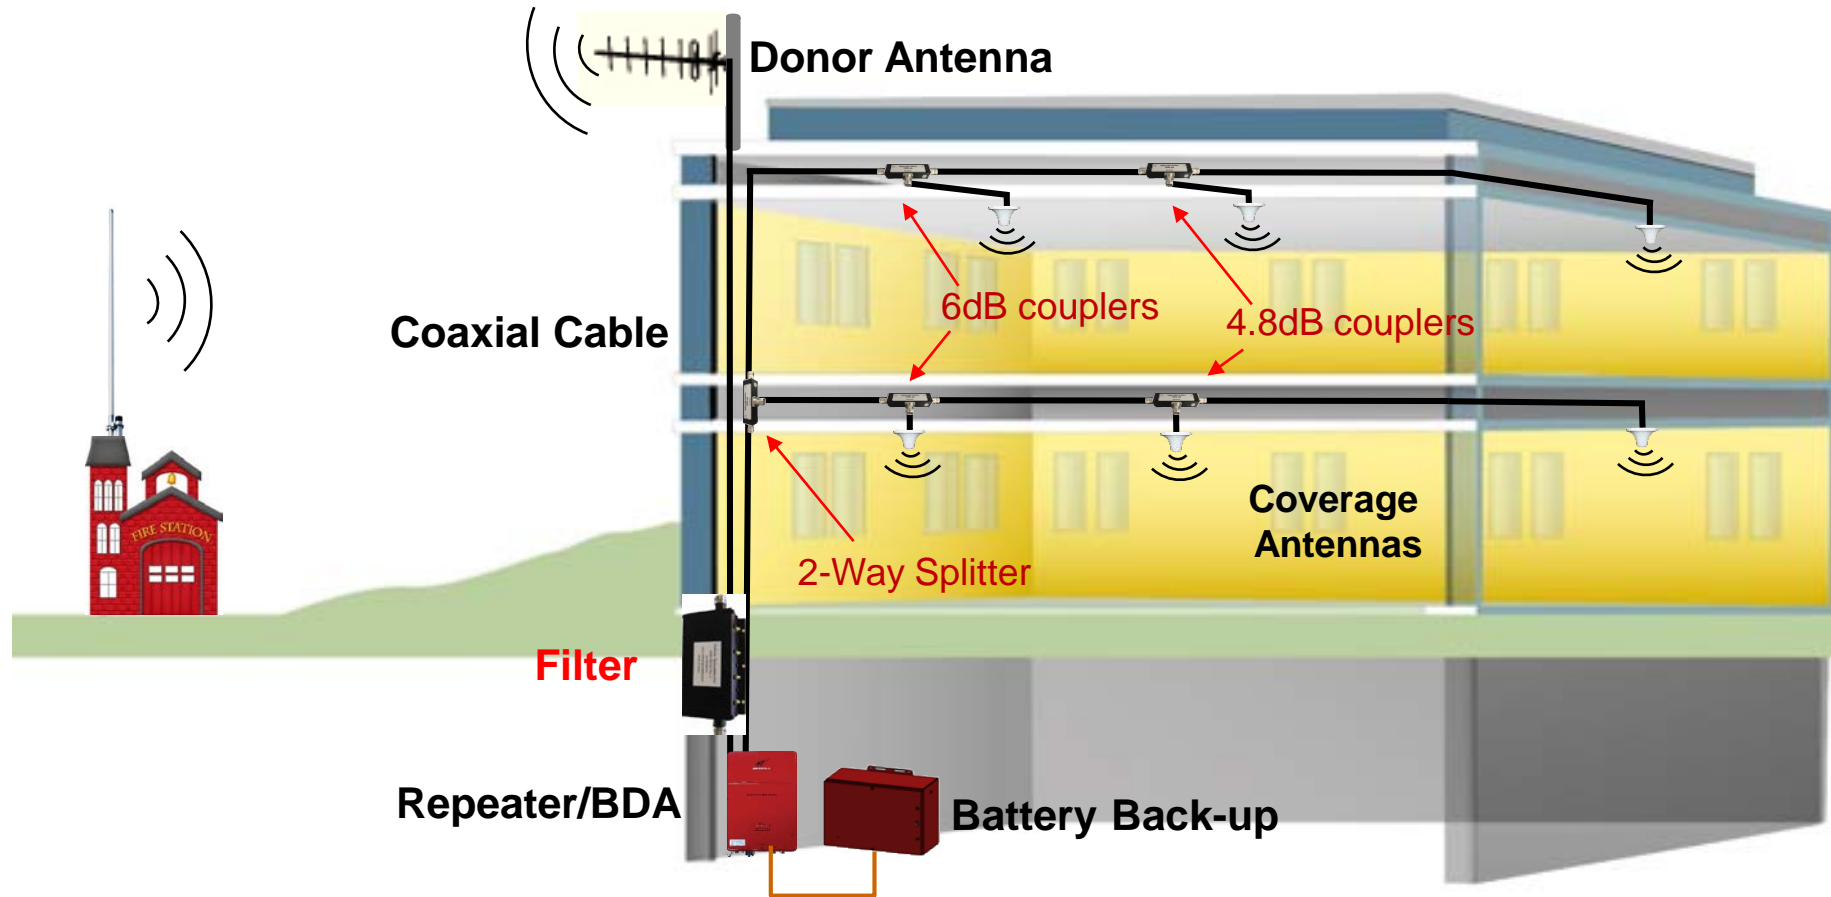 Donor Antenna
6dB couplers
4.8dB couplers
Coaxial Cable
Coverage
Antennas
FIRE STATION
2-Way Splitter
Filter
Repeater/BDA
Battery Back-up